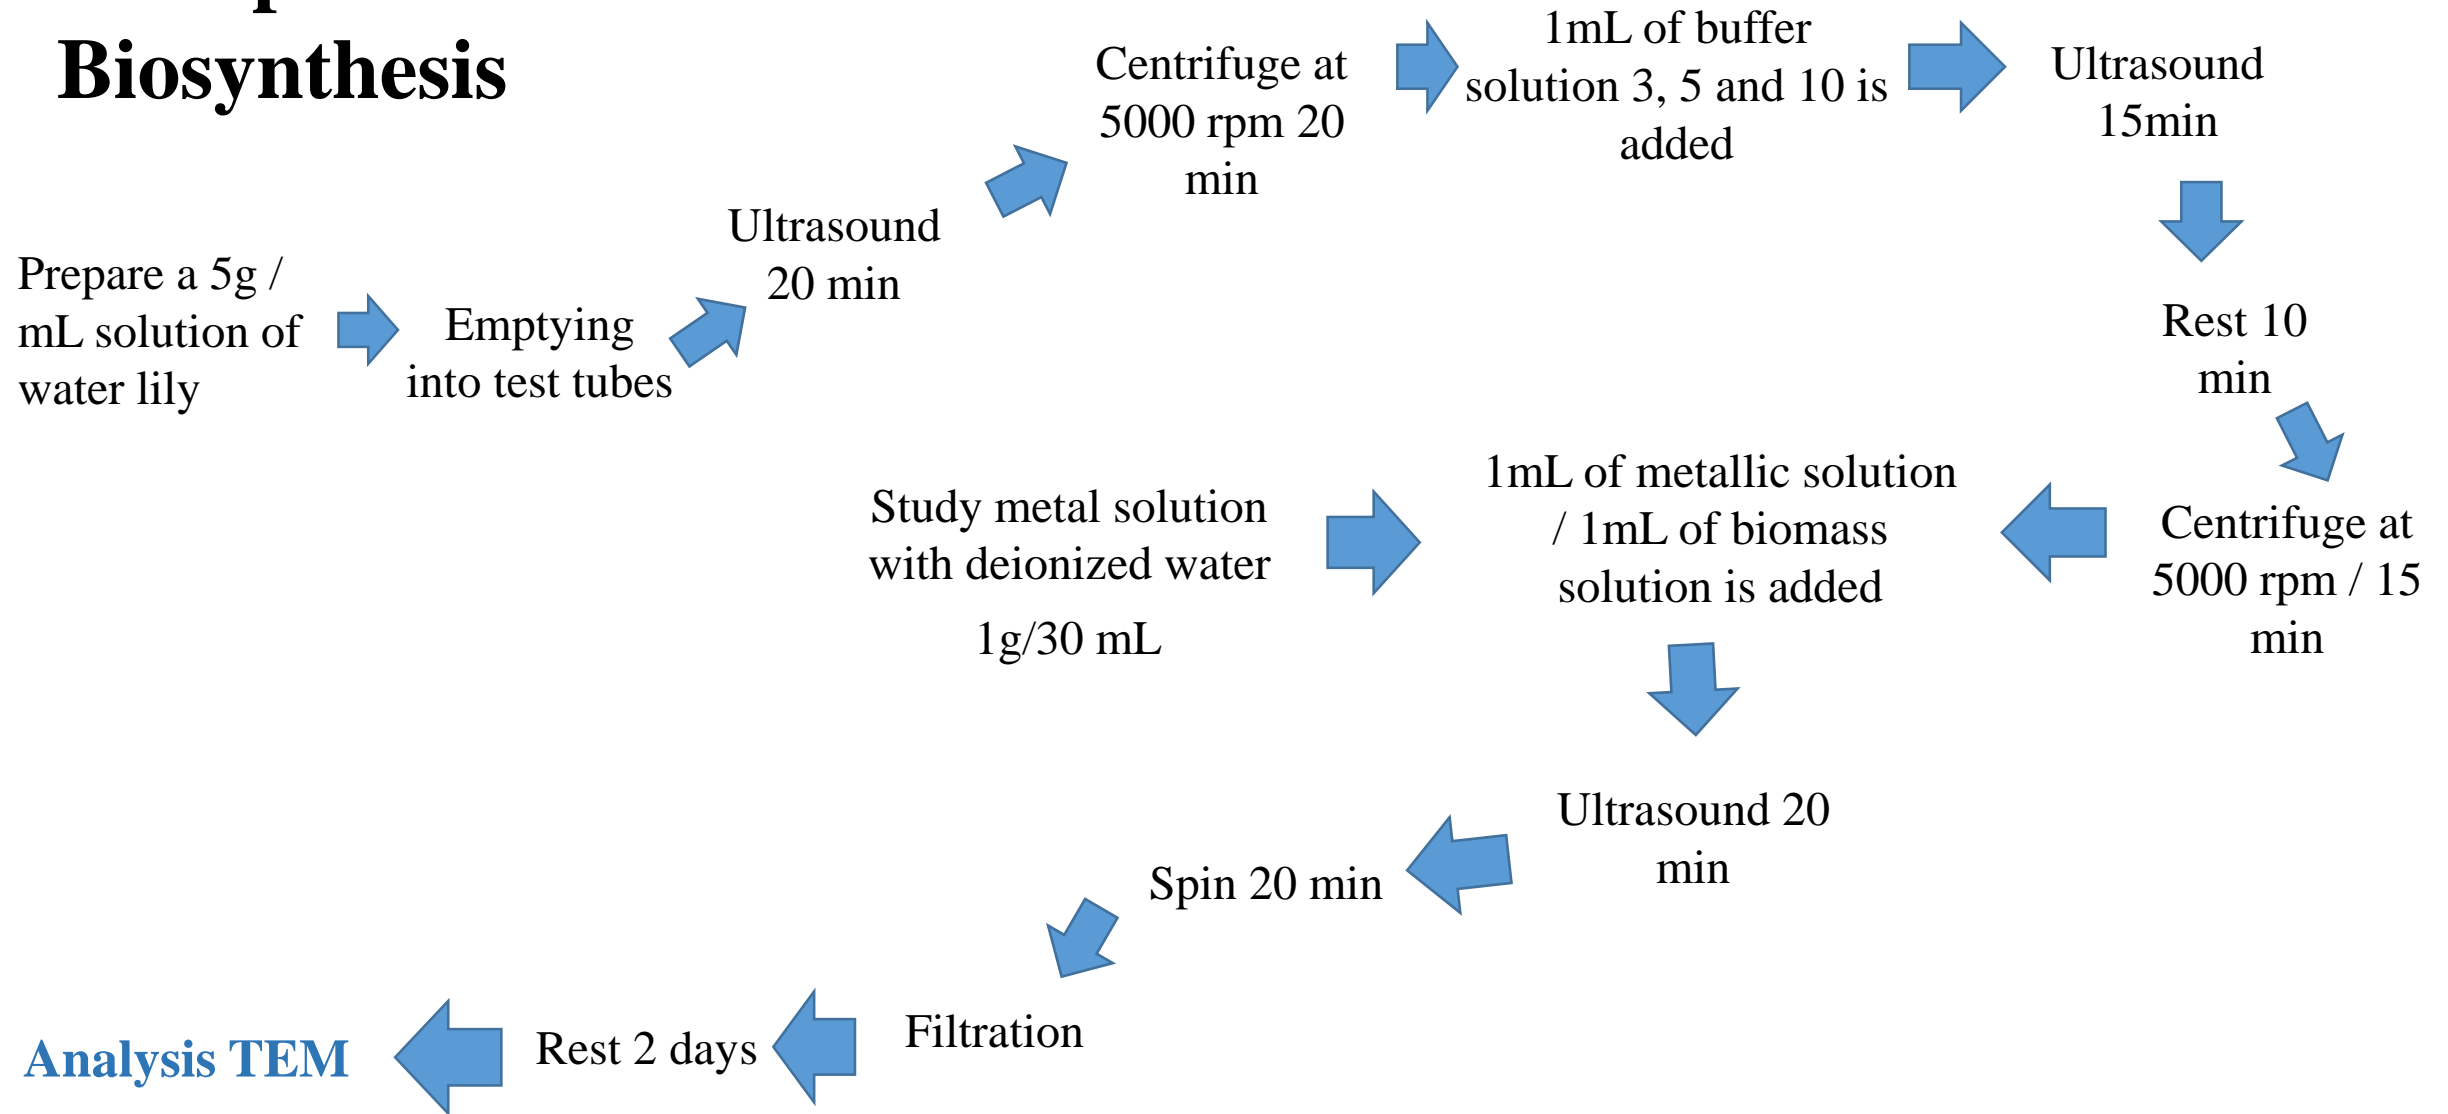 Biosynthesis
Prepare a 5g /
mL solution of
water lily
Emptying
into test tubes
Ultrasound
20 min
Centrifuge at
5000 rpm 20
min
1mL of buffer
solution 3, 5 and 10 is
added
Ultrasound
15min
Rest 10
min
Centrifuge at
5000 rpm / 15
min
Study metal solution
with deionized water
1g/30 mL
1mL of metallic solution
/ 1mL of biomass
solution is added
Ultrasound 20
min
Spin 20 min
Filtration
Rest 2 days
Analysis TEM